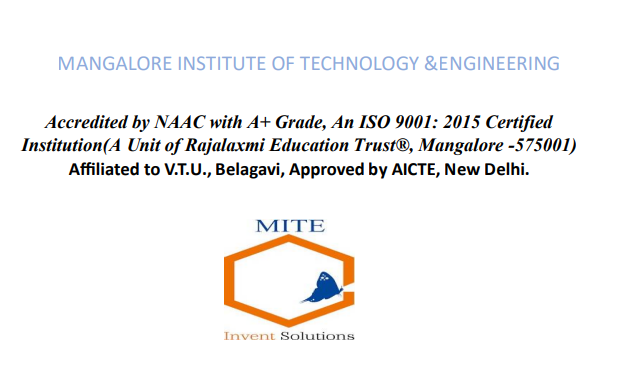 MANGALORE INSTITUTE OF TECHNOLOGY &ENGINEERING
Accredited by NAAC with A+ Grade, An ISO 9001: 2015 Certified
Institution(A Unit of Rajalaxmi Education Trust®, Mangalore -575001)
Affiliated to V.T.U., Belagavi, Approved by AICTE, New Delhi.
MITE
Invent Solutions